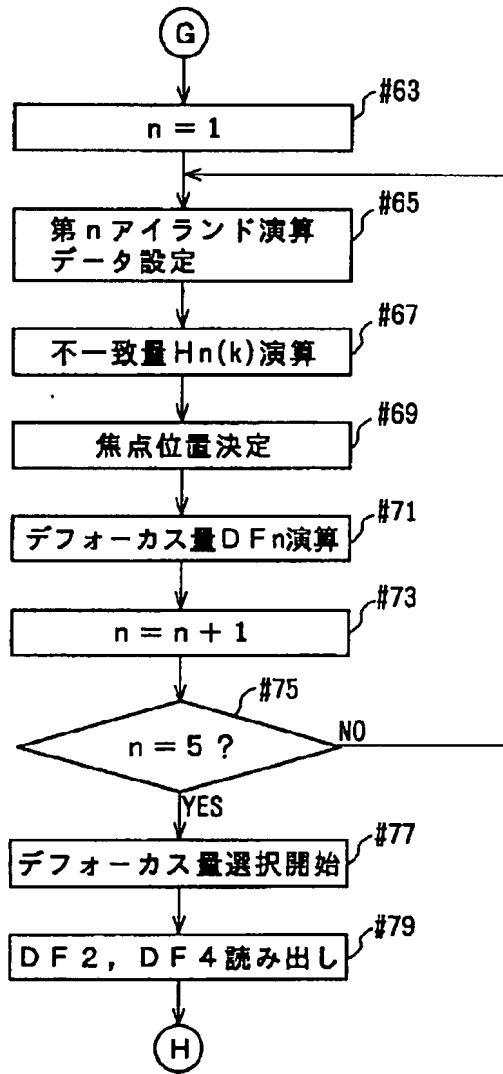 G
#63
n = 1
#65
第nアイランド演算
データ設定
#67
不一致量Hn(k)演算
#69
焦点位置決定
#71
デフォーカス量DFn演算
#73
n = n + 1
#75
n = 5 ?
NO
YES
#77
デフォーカス量選択開始
#79
DF2, DF4読み出し
H